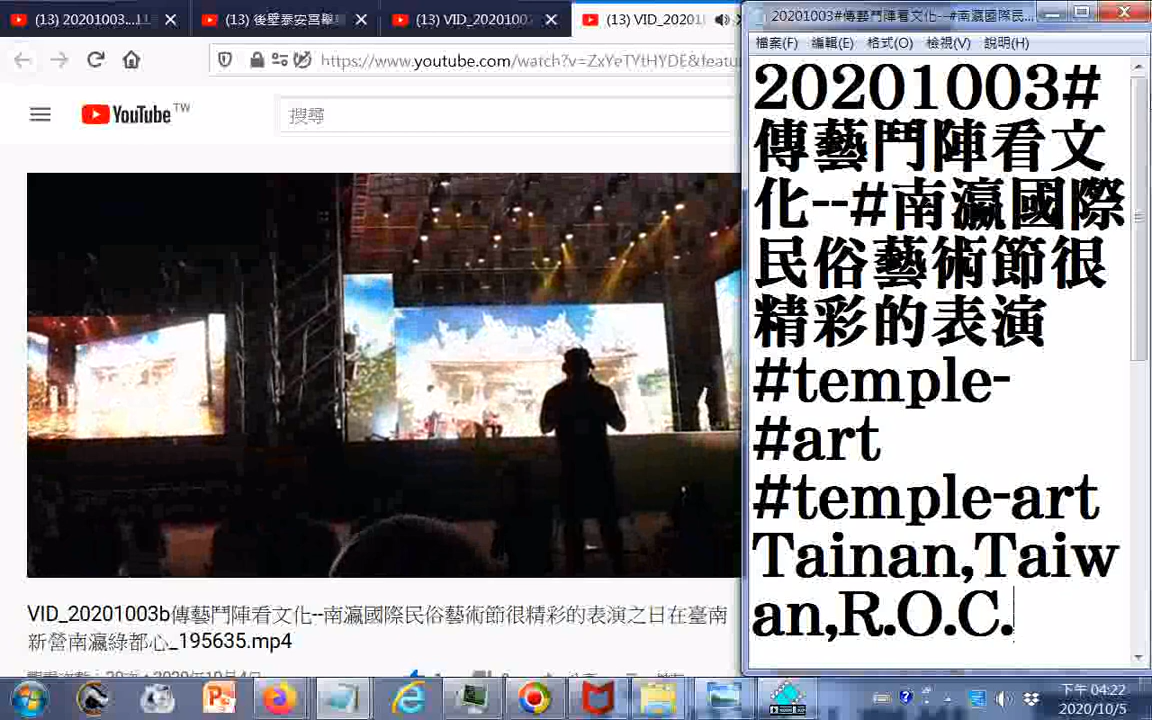 (13) 20201003...11
(13) 後壁泰安宮舉
(13) VID_2020100
(13) VID_20201
20201003#傳藝鬥陣看文化--#南瀛國際民...
https://www.youtube.com/watch?v=ZxYeTYtHYDE&featu
檔案(F) 編輯(E) 格式(O) 檢視(V) 說明(H)
YouTube TW
搜尋
20201003#
傳藝鬥陣看文
化--#南瀛國際
民俗藝術節很
精彩的表演
#temple-
#art
#temple-art
Tainan,Taiw
an,R.O.C.
VID_20201003b傳藝鬥陣看文化--南瀛國際民俗藝術節很精彩的表演之日在臺南
新營南瀛綠都心_195635.mp4
下午 04:22
2020/10/5